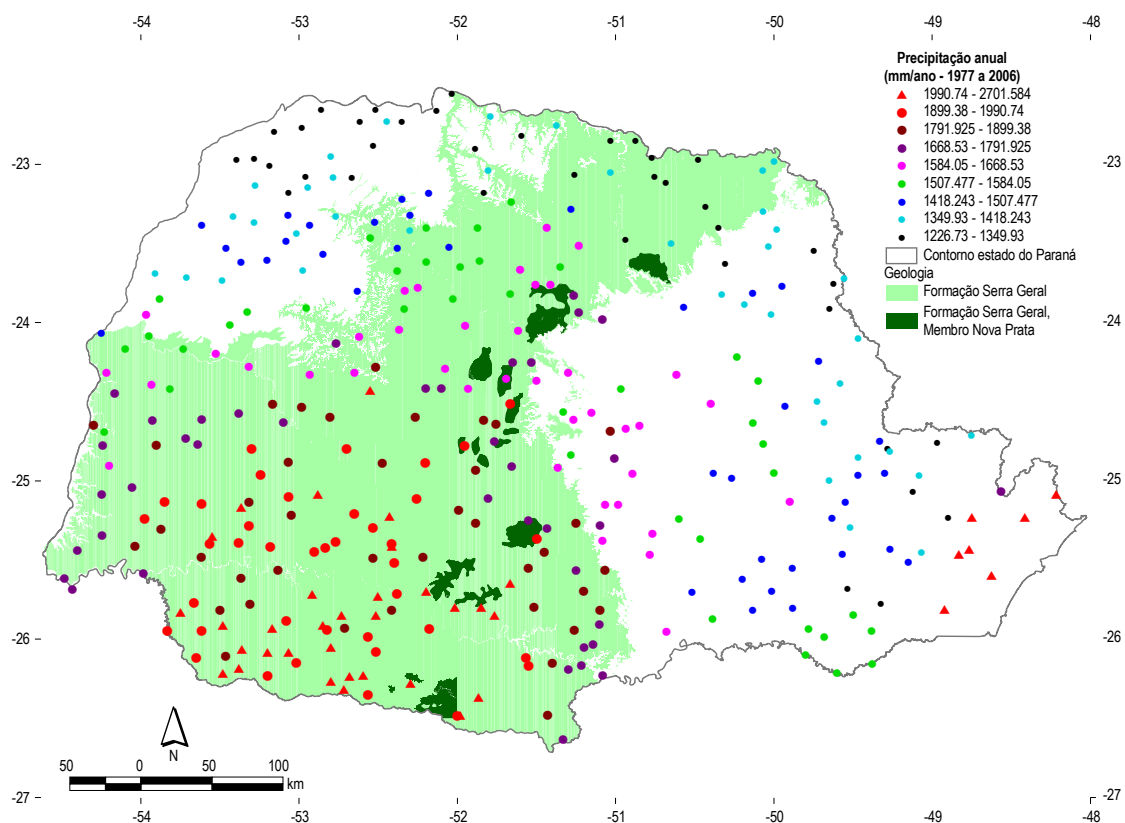 -54 -53 -52 -51 -50 -49 -48
Precipitação anual
(mm/ano - 1977 a 2006)
1990.74 - 2701.584
1899.38 - 1990.74
1791.925 - 1899.38
1668.53 - 1791.925
1584.05 - 1668.53
1507.477 - 1584.05
1418.243 - 1507.477
1349.93 - 1418.243
1226.73 - 1349.93
Contorno estado do Paraná
Geologia
Formação Serra Geral
Formação Serra Geral,
Membro Nova Prata
-23 -23
-24 -24
-25 -25
-26 -26
-27 -27
N
50 0 50 100
km
-54 -53 -52 -51 -50 -49 -48